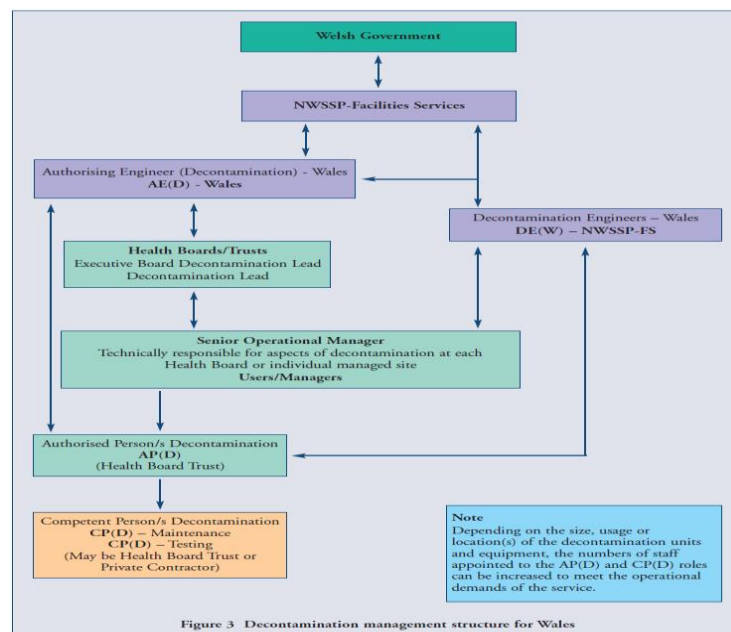 Welsh Government
NWSSP-Facilities Services
Authorising Engineer (Decontamination) - Wales
AE(D) - Wales
Decontamination Engineers – Wales
DE(W) – NWSSP-FS
Health Boards/Trusts
Executive Board Decontamination Lead
Decontamination Lead
Senior Operational Manager
Technically responsible for aspects of decontamination at each
Health Board or individual managed site
Users/Managers
Authorised Person/s Decontamination
AP(D)
(Health Board Trust)
Competent Person/s Decontamination
CP(D) – Maintenance
CP(D) – Testing
(May be Health Board Trust or
Private Contractor)
Note
Depending on the size, usage or
location(s) of the decontamination units
and equipment, the numbers of staff
appointed to the AP(D) and CP(D) roles
can be increased to meet the operational
demands of the service.
Figure 3 Decontamination management structure for Wales